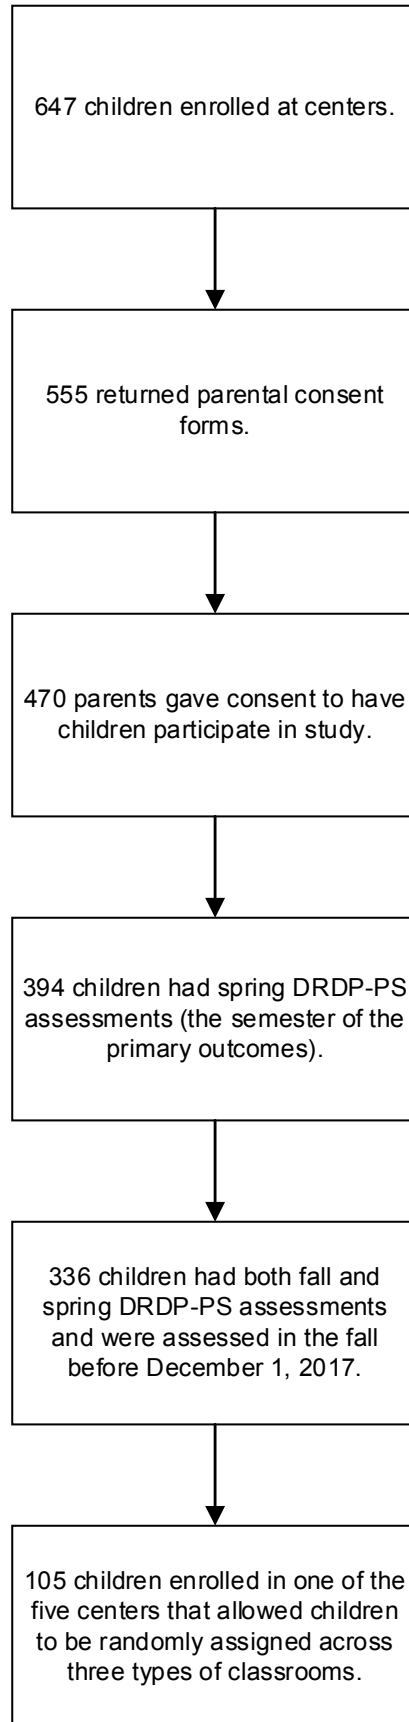 647 children enrolled at centers.
555 returned parental consent
forms.
470 parents gave consent to have
children participate in study.
394 children had spring DRDP-PS
assessments (the semester of the
primary outcomes).
336 children had both fall and
spring DRDP-PS assessments
and were assessed in the fall
before December 1, 2017.
105 children enrolled in one of the
five centers that allowed children
to be randomly assigned across
three types of classrooms.